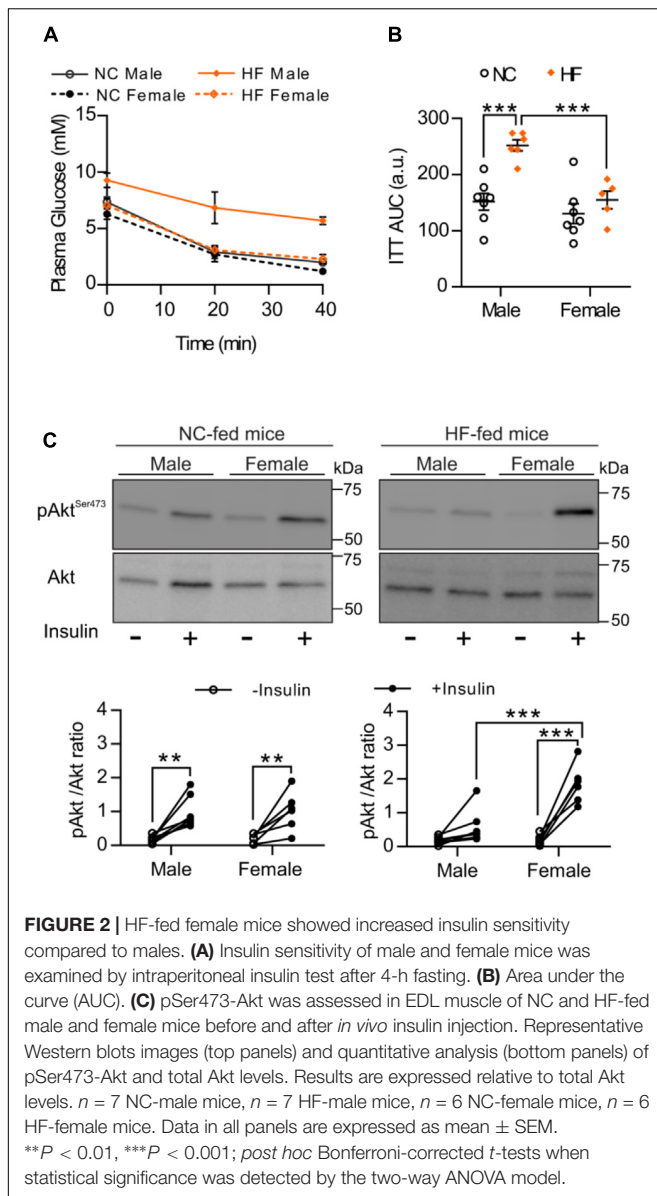 A
NC Male HF Male
NC Female HF Female
Plasma Glucose (mM)
15
10
5
0
0 10 20 30 40
Time (min)
B
NC HF
*** ***
ITT AUC (a.u.)
300
200
100
0
Male Female
C
NC-fed mice HF-fed mice
Male Female kDa Male Female kDa
pAktSer473
75
50
75
50
Akt
75
50
75
50
Insulin - + - + - + - +
-Insulin +Insulin
pAkt /Akt ratio
4
3
2
1
0
** **
Male Female
pAkt /Akt ratio
4
3
2
1
0
***
***
Male Female
FIGURE 2 | HF-fed female mice showed increased insulin sensitivity
compared to males. (A) Insulin sensitivity of male and female mice was
examined by intraperitoneal insulin test after 4-h fasting. (B) Area under the
curve (AUC). (C) pSer473-Akt was assessed in EDL muscle of NC and HF-fed
male and female mice before and after in vivo insulin injection. Representative
Western blots images (top panels) and quantitative analysis (bottom panels) of
pSer473-Akt and total Akt levels. Results are expressed relative to total Akt
levels. n = 7 NC-male mice, n = 7 HF-male mice, n = 6 NC-female mice, n = 6
HF-female mice. Data in all panels are expressed as mean ± SEM.
**P < 0.01, ***P < 0.001; post hoc Bonferroni-corrected t-tests when
statistical significance was detected by the two-way ANOVA model.